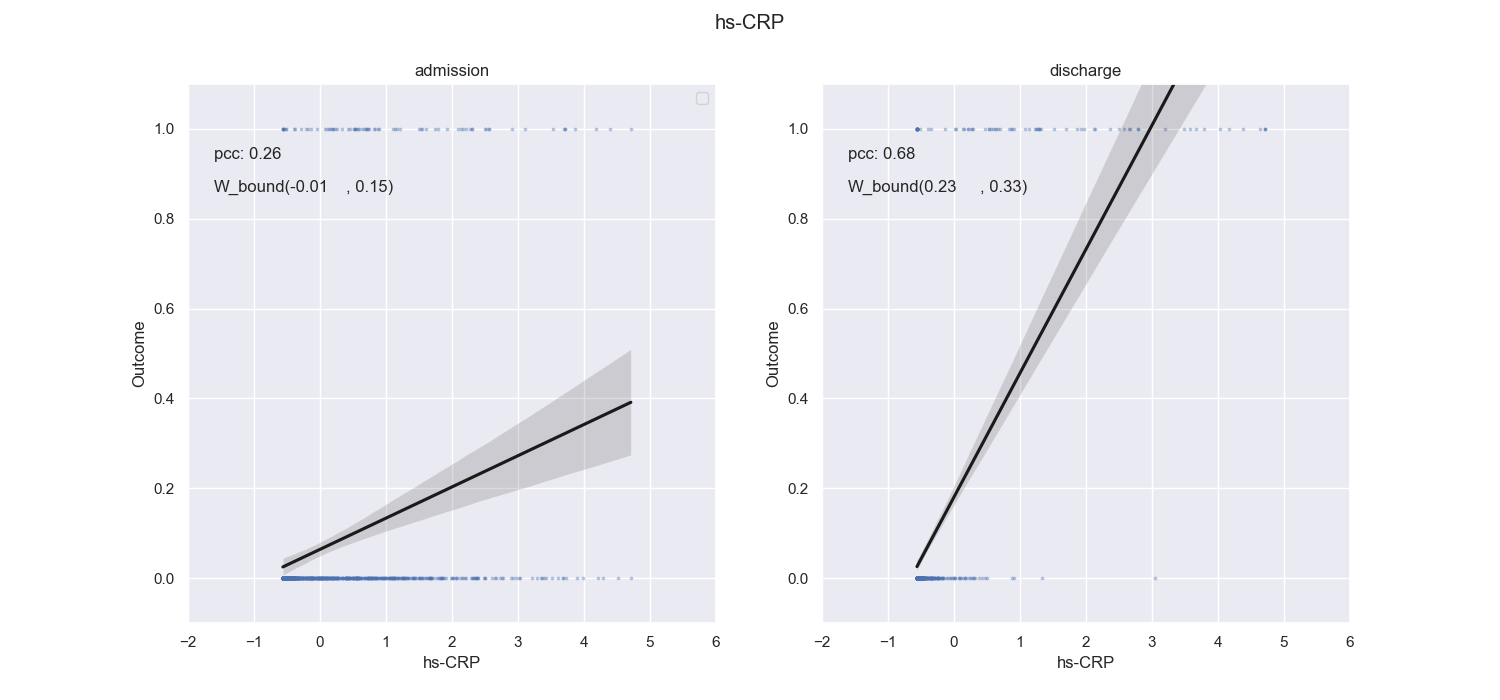 hs-CRP
admission
1.0
0.8
0.6
0.4
0.2
0.0
Outcome
pcc: 0.26
W_bound(-0.01 , 0.15)
−2 −1 0 1 2 3 4 5 6
hs-CRP
discharge
1.0
0.8
0.6
0.4
0.2
0.0
Outcome
pcc: 0.68
W_bound(0.23 , 0.33)
−2 −1 0 1 2 3 4 5 6
hs-CRP